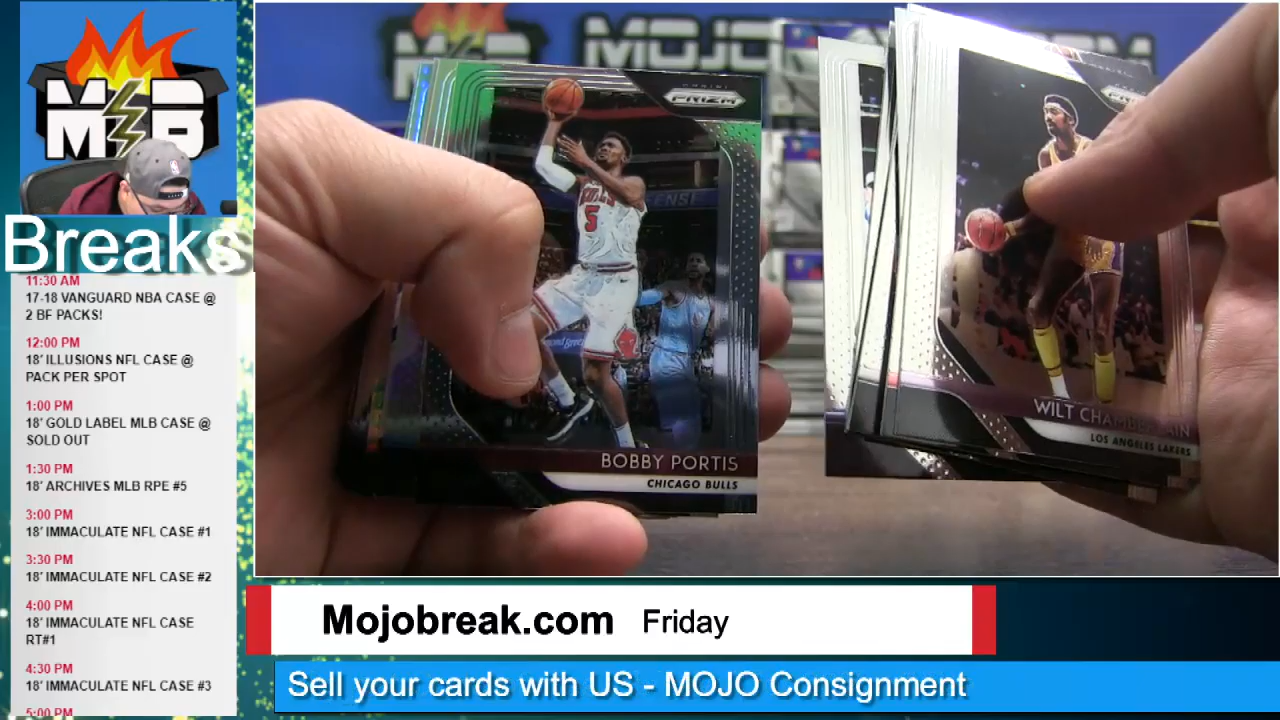 M B
Breaks
11:30 AM
17-18 VANGUARD NBA CASE @
2 BF PACKS!
12:00 PM
18' ILLUSIONS NFL CASE @
PACK PER SPOT
1:00 PM
18' GOLD LABEL MLB CASE @
SOLD OUT
1:30 PM
18' ARCHIVES MLB RPE #5
3:00 PM
18' IMMACULATE NFL CASE #1
3:30 PM
18' IMMACULATE NFL CASE #2
4:00 PM
18' IMMACULATE NFL CASE
RT#1
4:30 PM
18' IMMACULATE NFL CASE #3
5:00 PM
MOJO
PANINI
PRIZM
BULLS
5
BOBBY PORTIS
CHICAGO BULLS
WILT CHAMBERLAIN
LOS ANGELES LAKERS
Mojobreak.com Friday
Sell your cards with US - MOJO Consignment